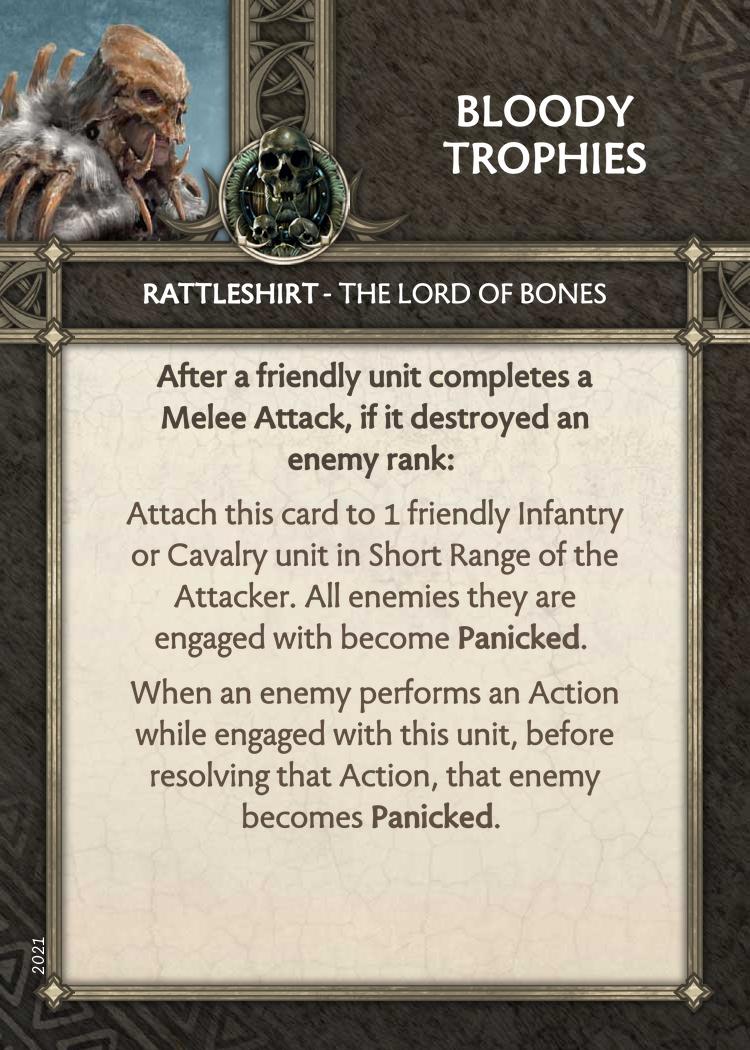 BLOODY
TROPHIES
RATTLESHIRT - THE LORD OF BONES
After a friendly unit completes a
Melee Attack, if it destroyed an
enemy rank:
Attach this card to 1 friendly Infantry
or Cavalry unit in Short Range of the
Attacker. All enemies they are
engaged with become Panicked.
When an enemy performs an Action
while engaged with this unit, before
resolving that Action, that enemy
becomes Panicked.
2021